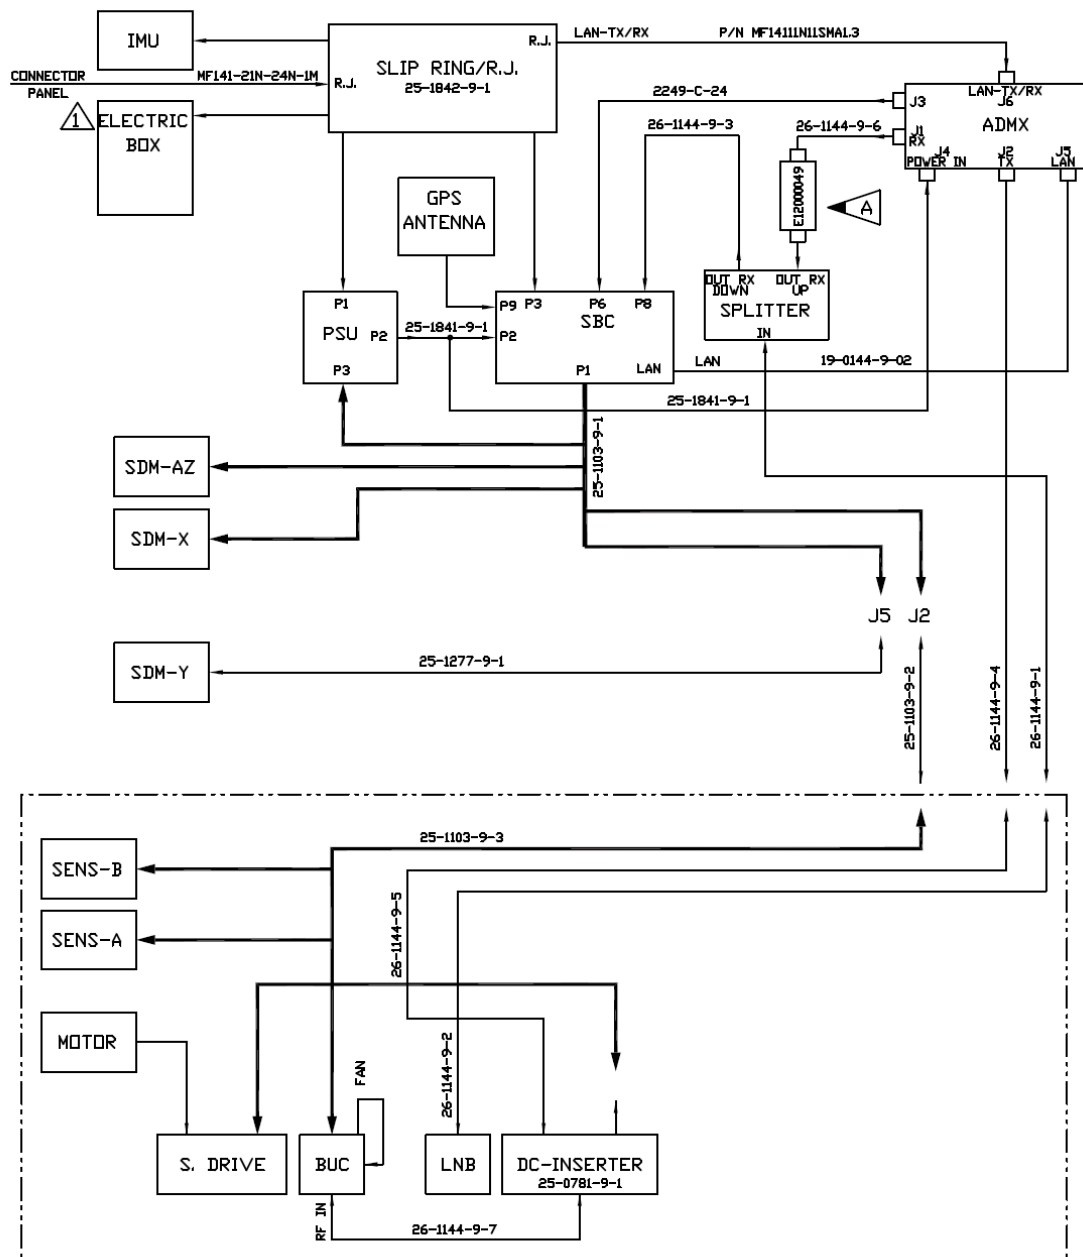 IMU
R.J.
LAN-TX/RX
P/N MF14111N11SMA1.3
SLIP RING/R.J.
25-1842-9-1
CONNECTOR
PANEL
MF141-21N-24N-1M
R.J.
2249-C-24
J3
LAN-TX/RX
J6
ADMX
1
ELECTRIC
BOX
26-1144-9-3
26-1144-9-6
J1
RX
J4
POWER IN
J2
TX
J5
LAN
GPS
ANTENNA
E12000049
A
OUT RX
DOWN
OUT RX
UP
SPLITTER
IN
P1
PSU
P2
P3
25-1841-9-1
P9
P3
P6
P8
SBC
P2
P1
LAN
LAN
19-0144-9-02
25-1841-9-1
25-1103-9-1
SDM-AZ
SDM-X
J5
J2
SDM-Y
25-1277-9-1
25-1103-9-2
26-1144-9-4
26-1144-9-1
25-1103-9-3
SENS-B
SENS-A
26-1144-9-5
MOTOR
26-1144-9-2
FAN
S. DRIVE
BUC
LNB
DC-INSERTER
25-0781-9-1
RF IN
26-1144-9-7